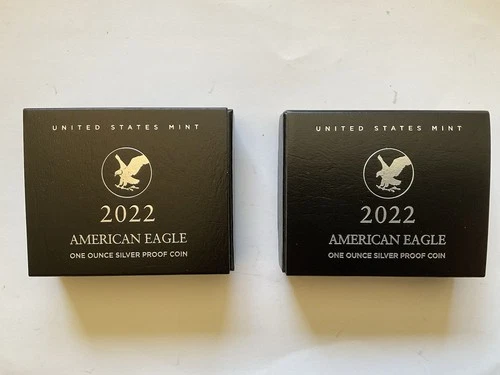 UNITED STATES MINT
2022
AMERICAN EAGLE
ONE OUNCE SILVER PROOF COIN
UNITED STATES MINT
2022
AMERICAN EAGLE
ONE OUNCE SILVER PROOF COIN